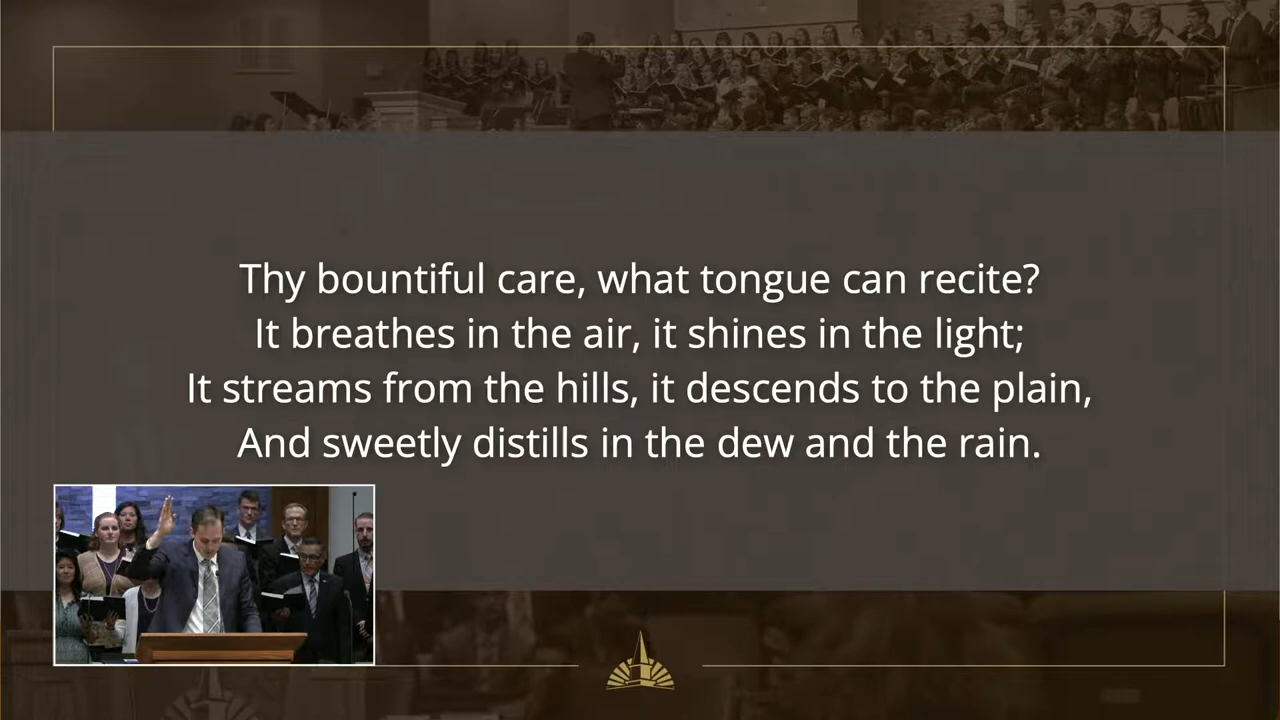 Thy bountiful care, what tongue can recite?
It breathes in the air, it shines in the light;
It streams from the hills, it descends to the plain,
And sweetly distills in the dew and the rain.